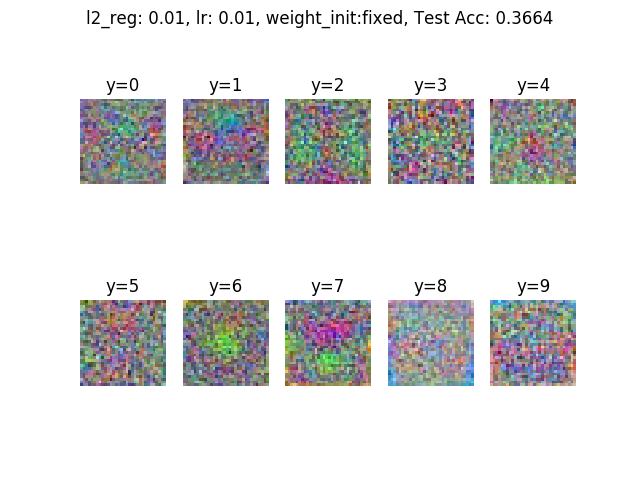 l2_reg: 0.01, lr: 0.01, weight_init:fixed, Test Acc: 0.3664
y=0 y=1 y=2 y=3 y=4
y=5 y=6 y=7 y=8 y=9